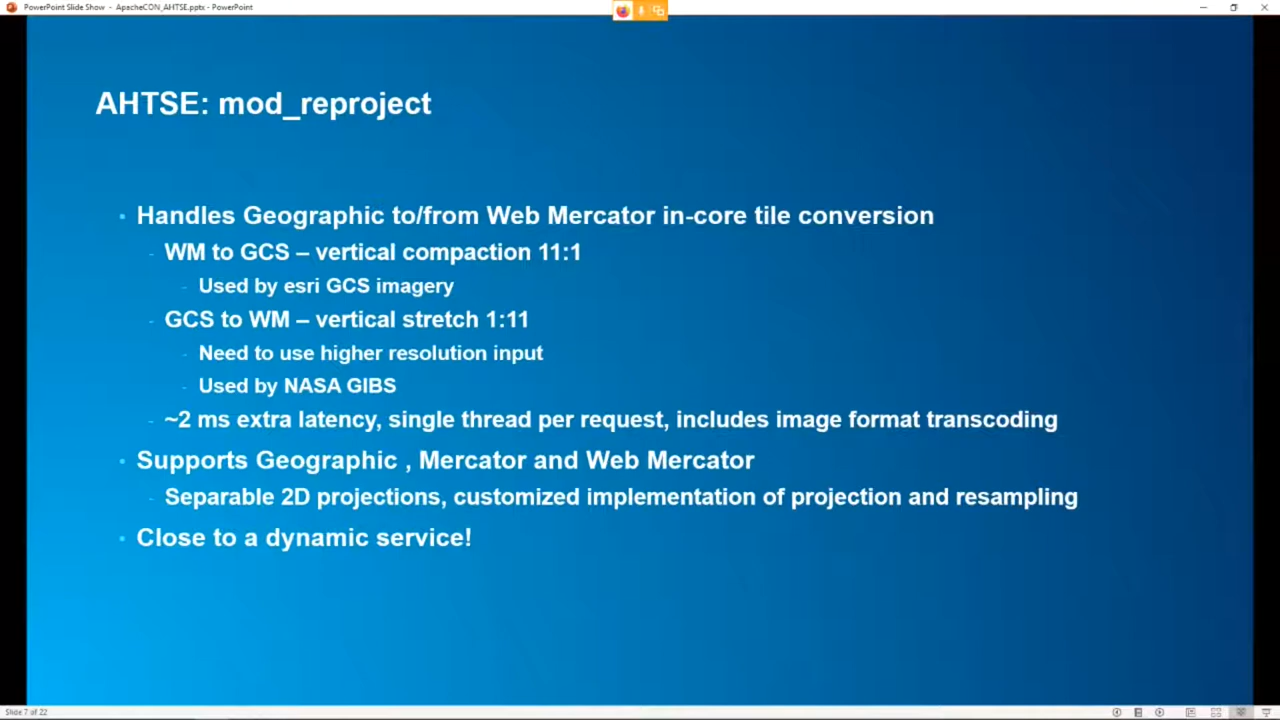 PowerPoint Slide Show - ApacheCON_AHTSE.pptx - PowerPoint
AHTSE: mod_reproject
Handles Geographic to/from Web Mercator in-core tile conversion
WM to GCS – vertical compaction 11:1
Used by esri GCS imagery
GCS to WM – vertical stretch 1:11
Need to use higher resolution input
Used by NASA GIBS
~2 ms extra latency, single thread per request, includes image format transcoding
Supports Geographic , Mercator and Web Mercator
Separable 2D projections, customized implementation of projection and resampling
Close to a dynamic service!
Slide 7 of 22